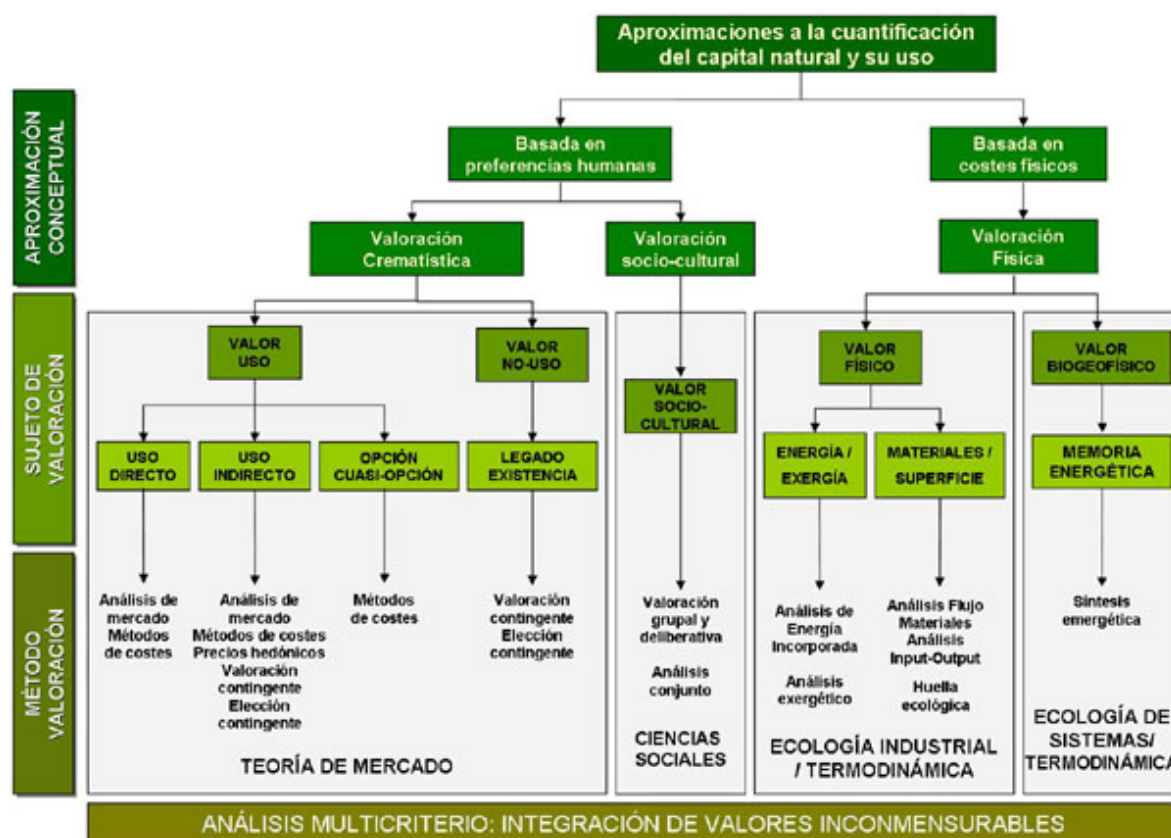 Aproximaciones a la cuantificación
del capital natural y su uso
APROXIMACIÓN
CONCEPTUAL
Basada en
preferencias humanas
Basada en
costes físicos
Valoración
Crematística
Valoración
socio-cultural
Valoración
Física
SUJETO DE
VALORACIÓN
VALOR
USO
VALOR
NO-USO
VALOR
SOCIO-
CULTURAL
VALOR
FÍSICO
VALOR
BIOGEOFÍSICO
USO
DIRECTO
USO
INDIRECTO
OPCIÓN
CUASI-OPCIÓN
LEGADO
EXISTENCIA
ENERGÍA /
EXERGÍA
MATERIALES /
SUPERFICIE
MEMORIA
ENERGÉTICA
MÉTODO
VALORACIÓN
Análisis de
mercado
Métodos
de costes
Análisis de
mercado
Métodos de costes
Precios hedónicos
Valoración
contingente
Elección
contingente
Métodos
de costes
Valoración
contingente
Elección
contingente
TEORÍA DE MERCADO
Valoración
grupal y
deliberativa
Análisis
conjunto
CIENCIAS
SOCIALES
Análisis de
Energía
Incorporada
Análisis
exergético
Análisis Flujo
Materiales
Análisis
Input-Output
Huella
ecológica
ECOLOGÍA INDUSTRIAL
/ TERMODINÁMICA
Síntesis
emergética
ECOLOGÍA DE
SISTEMAS/
TERMODINÁMICA
ANÁLISIS MULTICRITERIO: INTEGRACIÓN DE VALORES INCONMENSURABLES